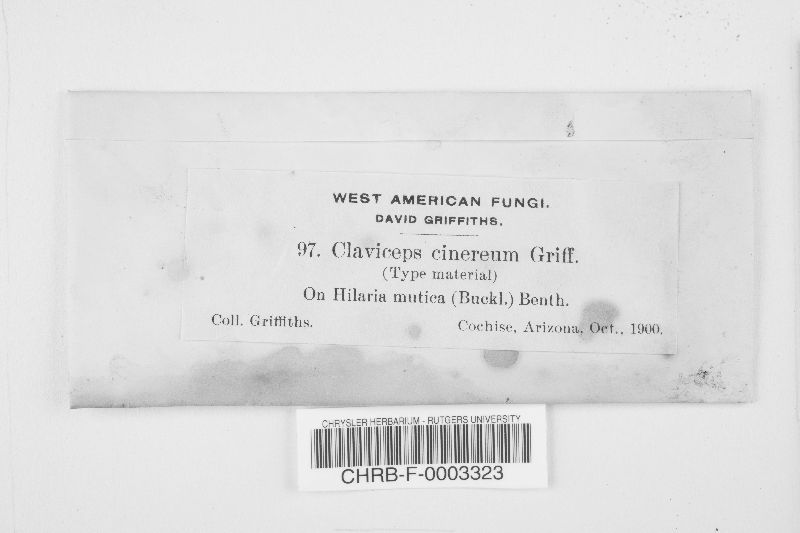 WEST AMERICAN FUNGI.
DAVID GRIFFITHS.
97. Claviceps cinereum Griff.
(Type material)
On Hilaria mutica (Buckl.) Benth.
Coll. Griffiths. Cochise, Arizona, Oct., 1900.
CHRYSLER HERBARIUM - RUTGERS UNIVERSITY
CHRB-F-0003323